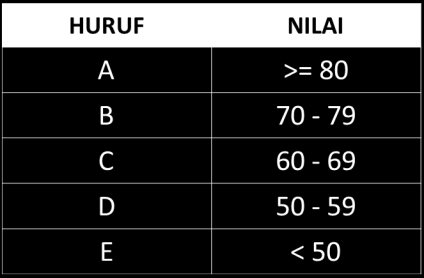 HURUF NILAI
A >= 80
B 70 - 79
C 60 - 69
D 50 - 59
E < 50